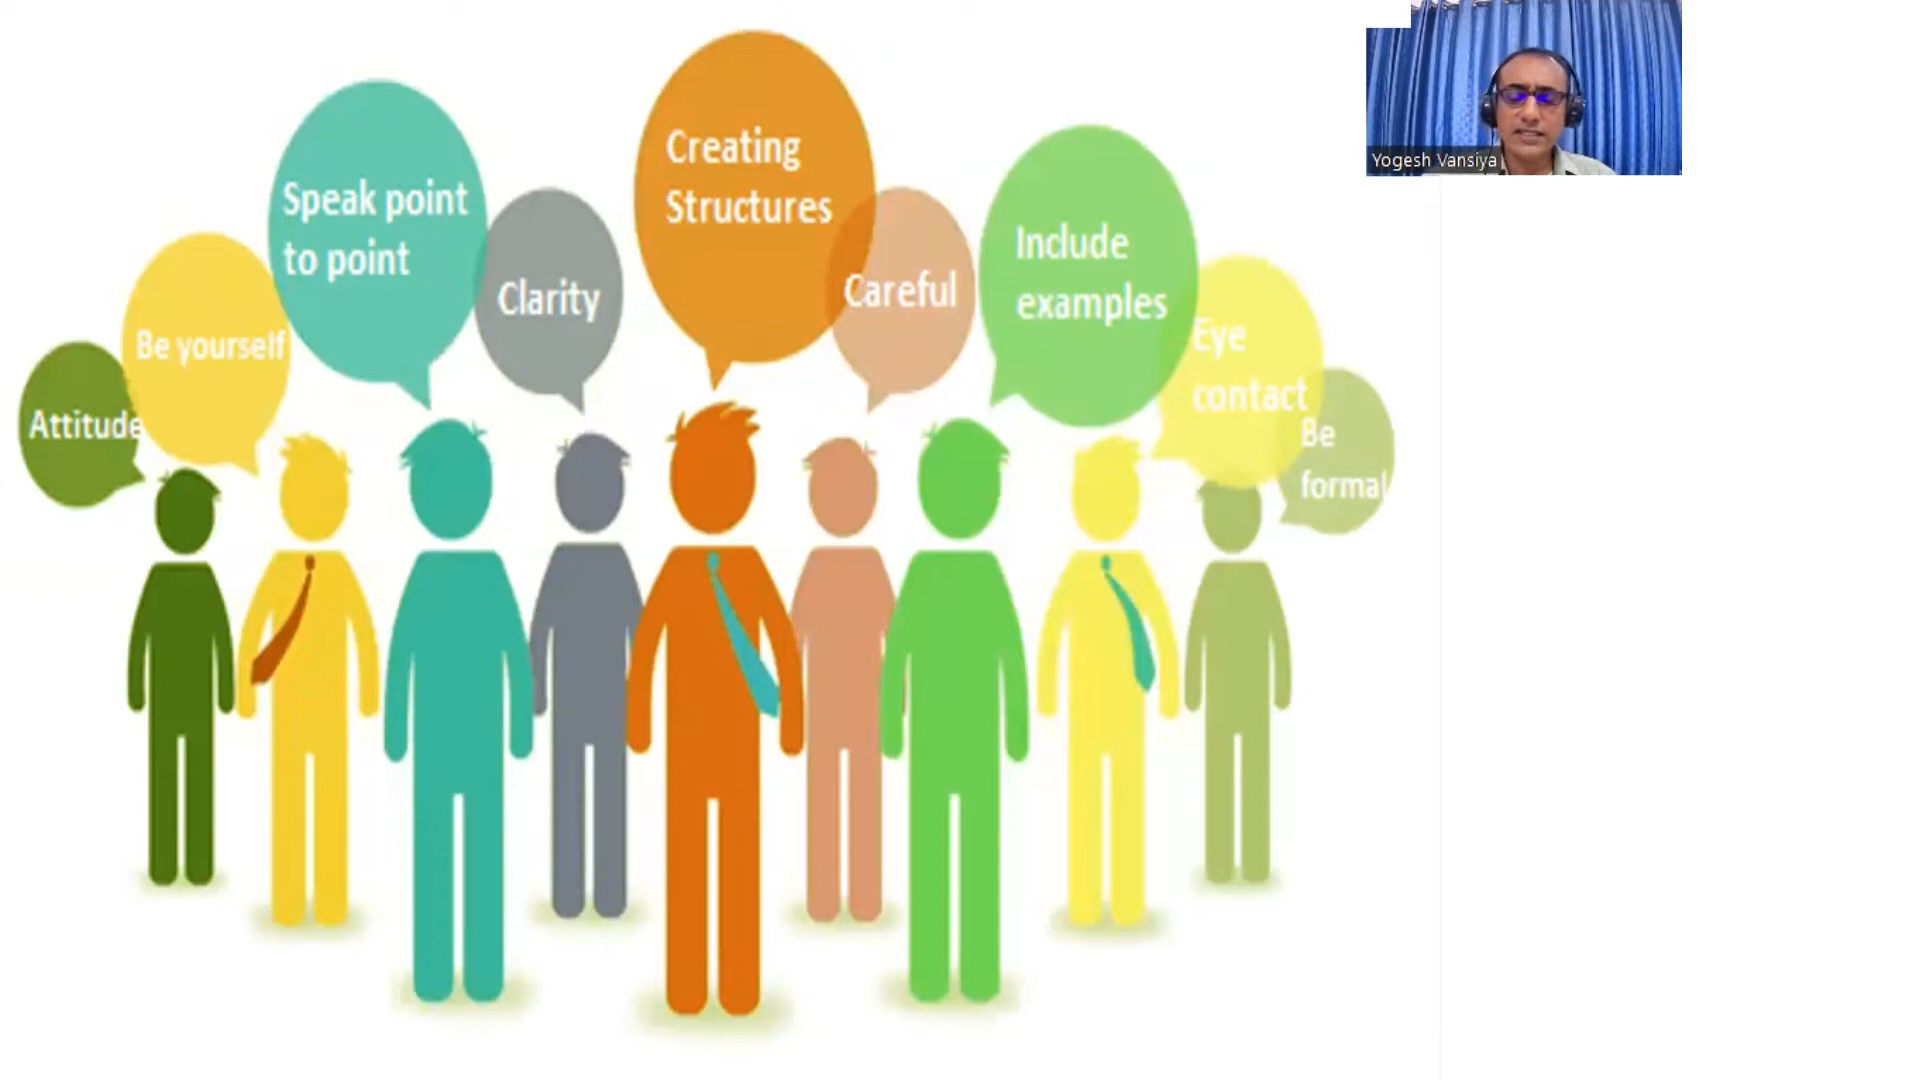 Attitude
Be yourself
Speak point
to point
Clarity
Creating
Structures
Careful
Include
examples
Eye
contact
Be
formal
Yogesh Vansiya